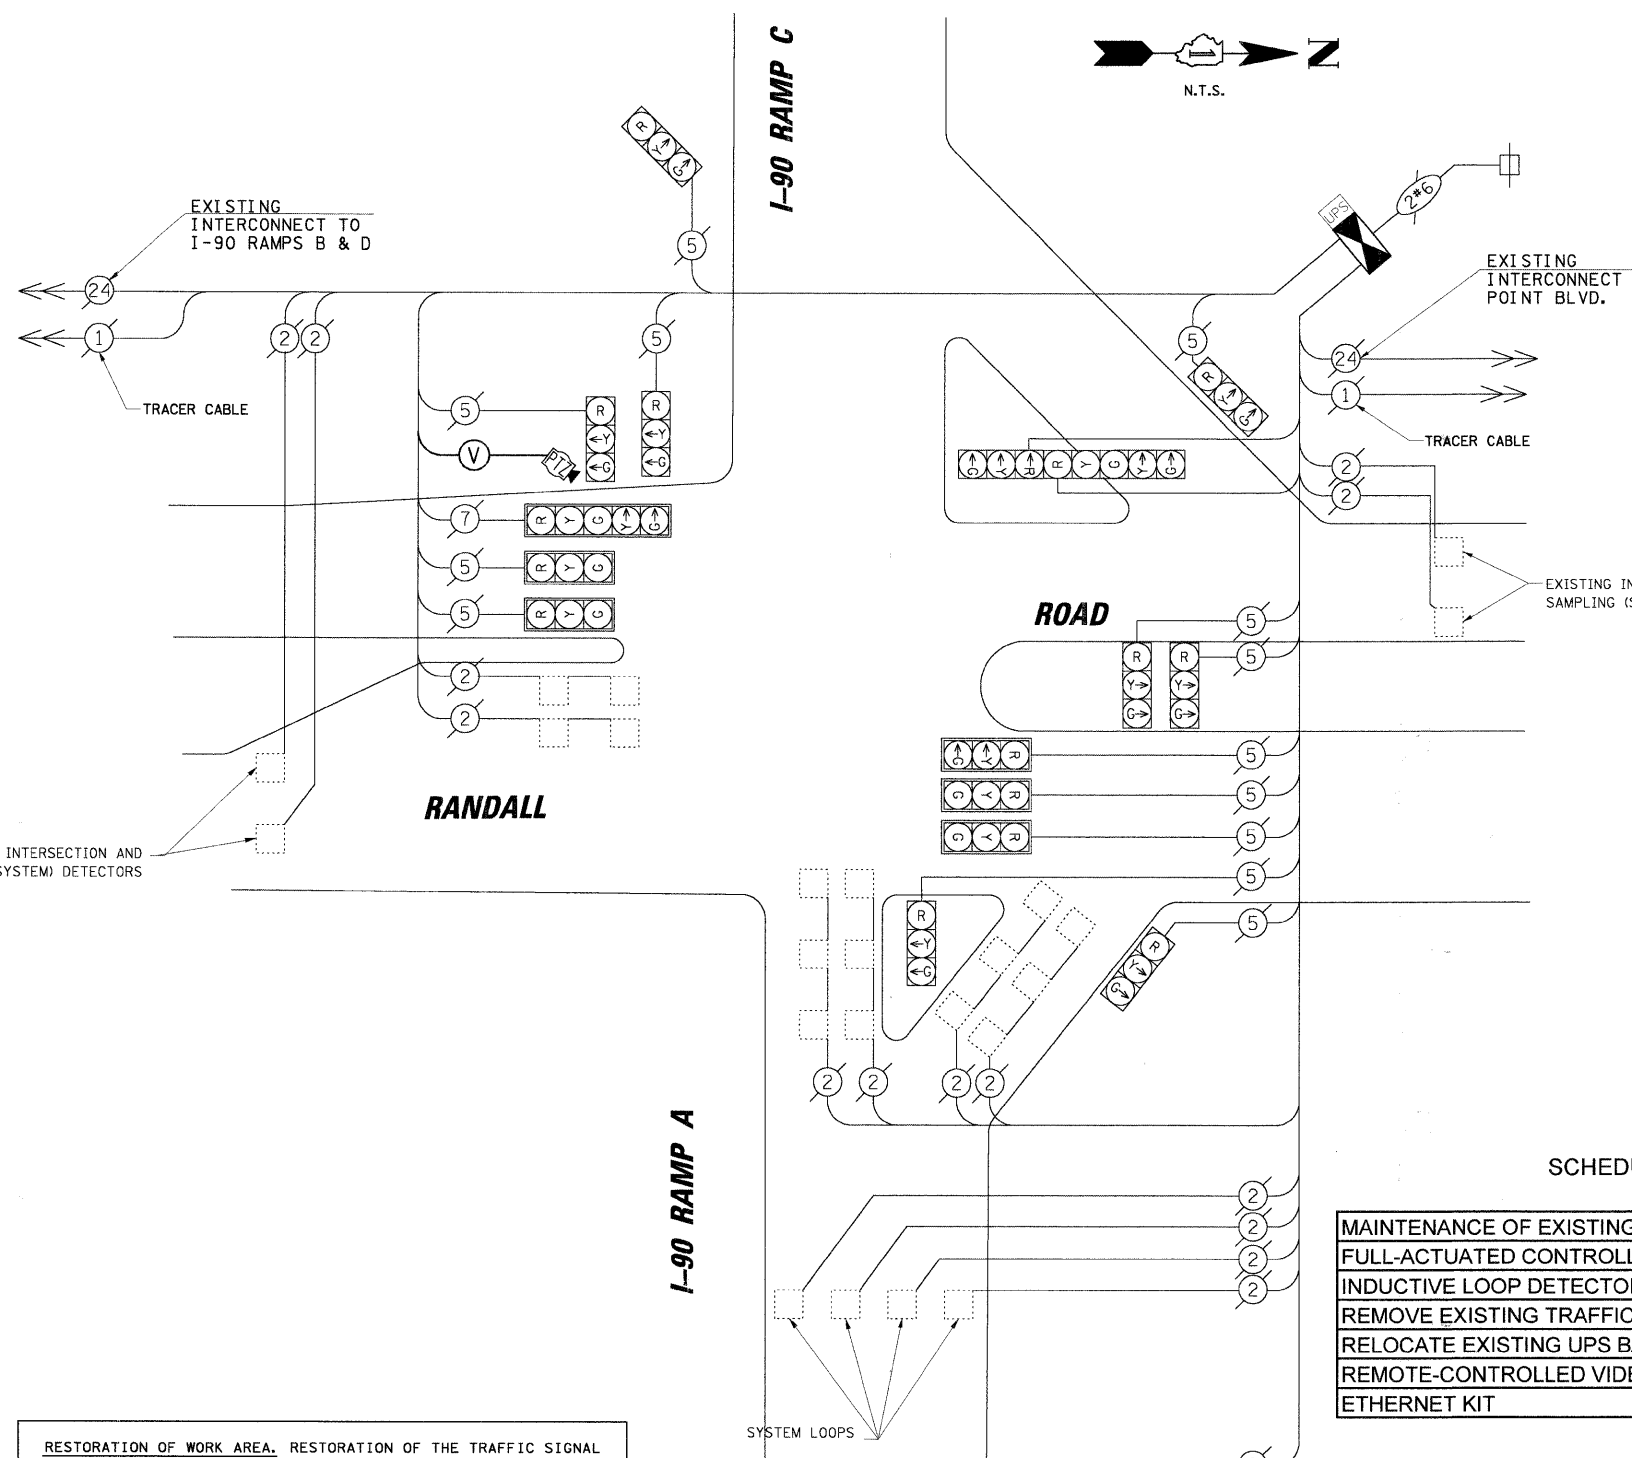 I-90 RAMP C
N
1
N.T.S.
R
Y→
G→
EXISTING
INTERCONNECT TO
I-90 RAMPS B & D
24
1
TRACER CABLE
2
2
5
5
UPS
2#6
EXISTING
INTERCONNECT
POINT BLVD.
5
24
1
TRACER CABLE
R
Y→
G→
5
V
PTZ
R
←Y
←G
R
←Y
←G
G→ Y→ R→ R Y G Y→ G→
2
2
7
R Y G Y→ G→
5
R Y G
5
R Y G
EXISTING IN
SAMPLING (S
ROAD
5
5
R
Y→
G→
R
Y→
G→
2
2
G→ Y→ R
5
G Y R
5
G Y R
5
RANDALL
INTERSECTION AND
SYSTEM) DETECTORS
5
5
R
←Y
←G
R
Y→
G→
2
2
2
2
I-90 RAMP A
2
2
2
2
SYSTEM LOOPS
SCHEDU
MAINTENANCE OF EXISTING
FULL-ACTUATED CONTROLL
INDUCTIVE LOOP DETECTOR
REMOVE EXISTING TRAFFIC
RELOCATE EXISTING UPS B
REMOTE-CONTROLLED VIDE
ETHERNET KIT
RESTORATION OF WORK AREA. RESTORATION OF THE TRAFFIC SIGNAL